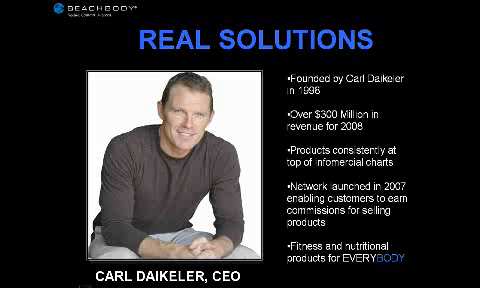 BEACHBODY
REAL SOLUTIONS
•Founded by Carl Daikeler
in 1998
•Over $300 Million in
revenue for 2008
•Products consistently at
top of infomercial charts
•Network launched in 2007
enabling customers to earn
commissions for selling
products
•Fitness and nutritional
products for EVERYBODY
CARL DAIKELER, CEO